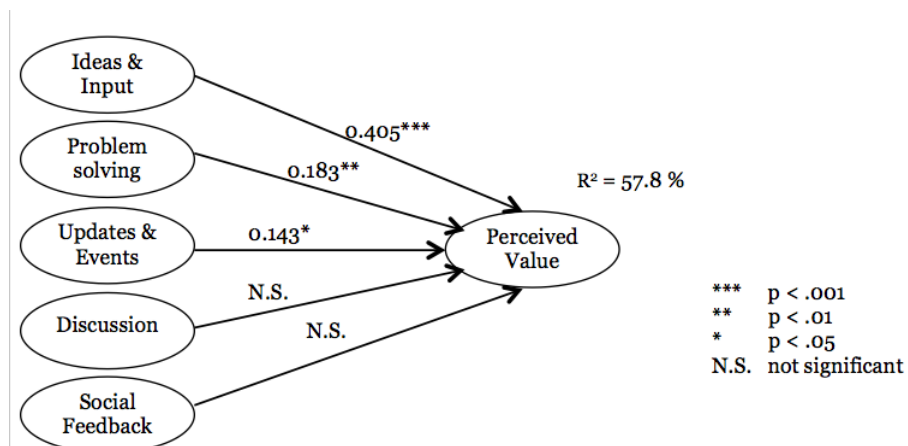 Ideas &
Input
0.405***
Problem
solving
0.183**
R² = 57.8 %
Updates &
Events
0.143*
Perceived
Value
N.S.
Discussion
N.S.
Social
Feedback
*** p < .001
** p < .01
* p < .05
N.S. not significant